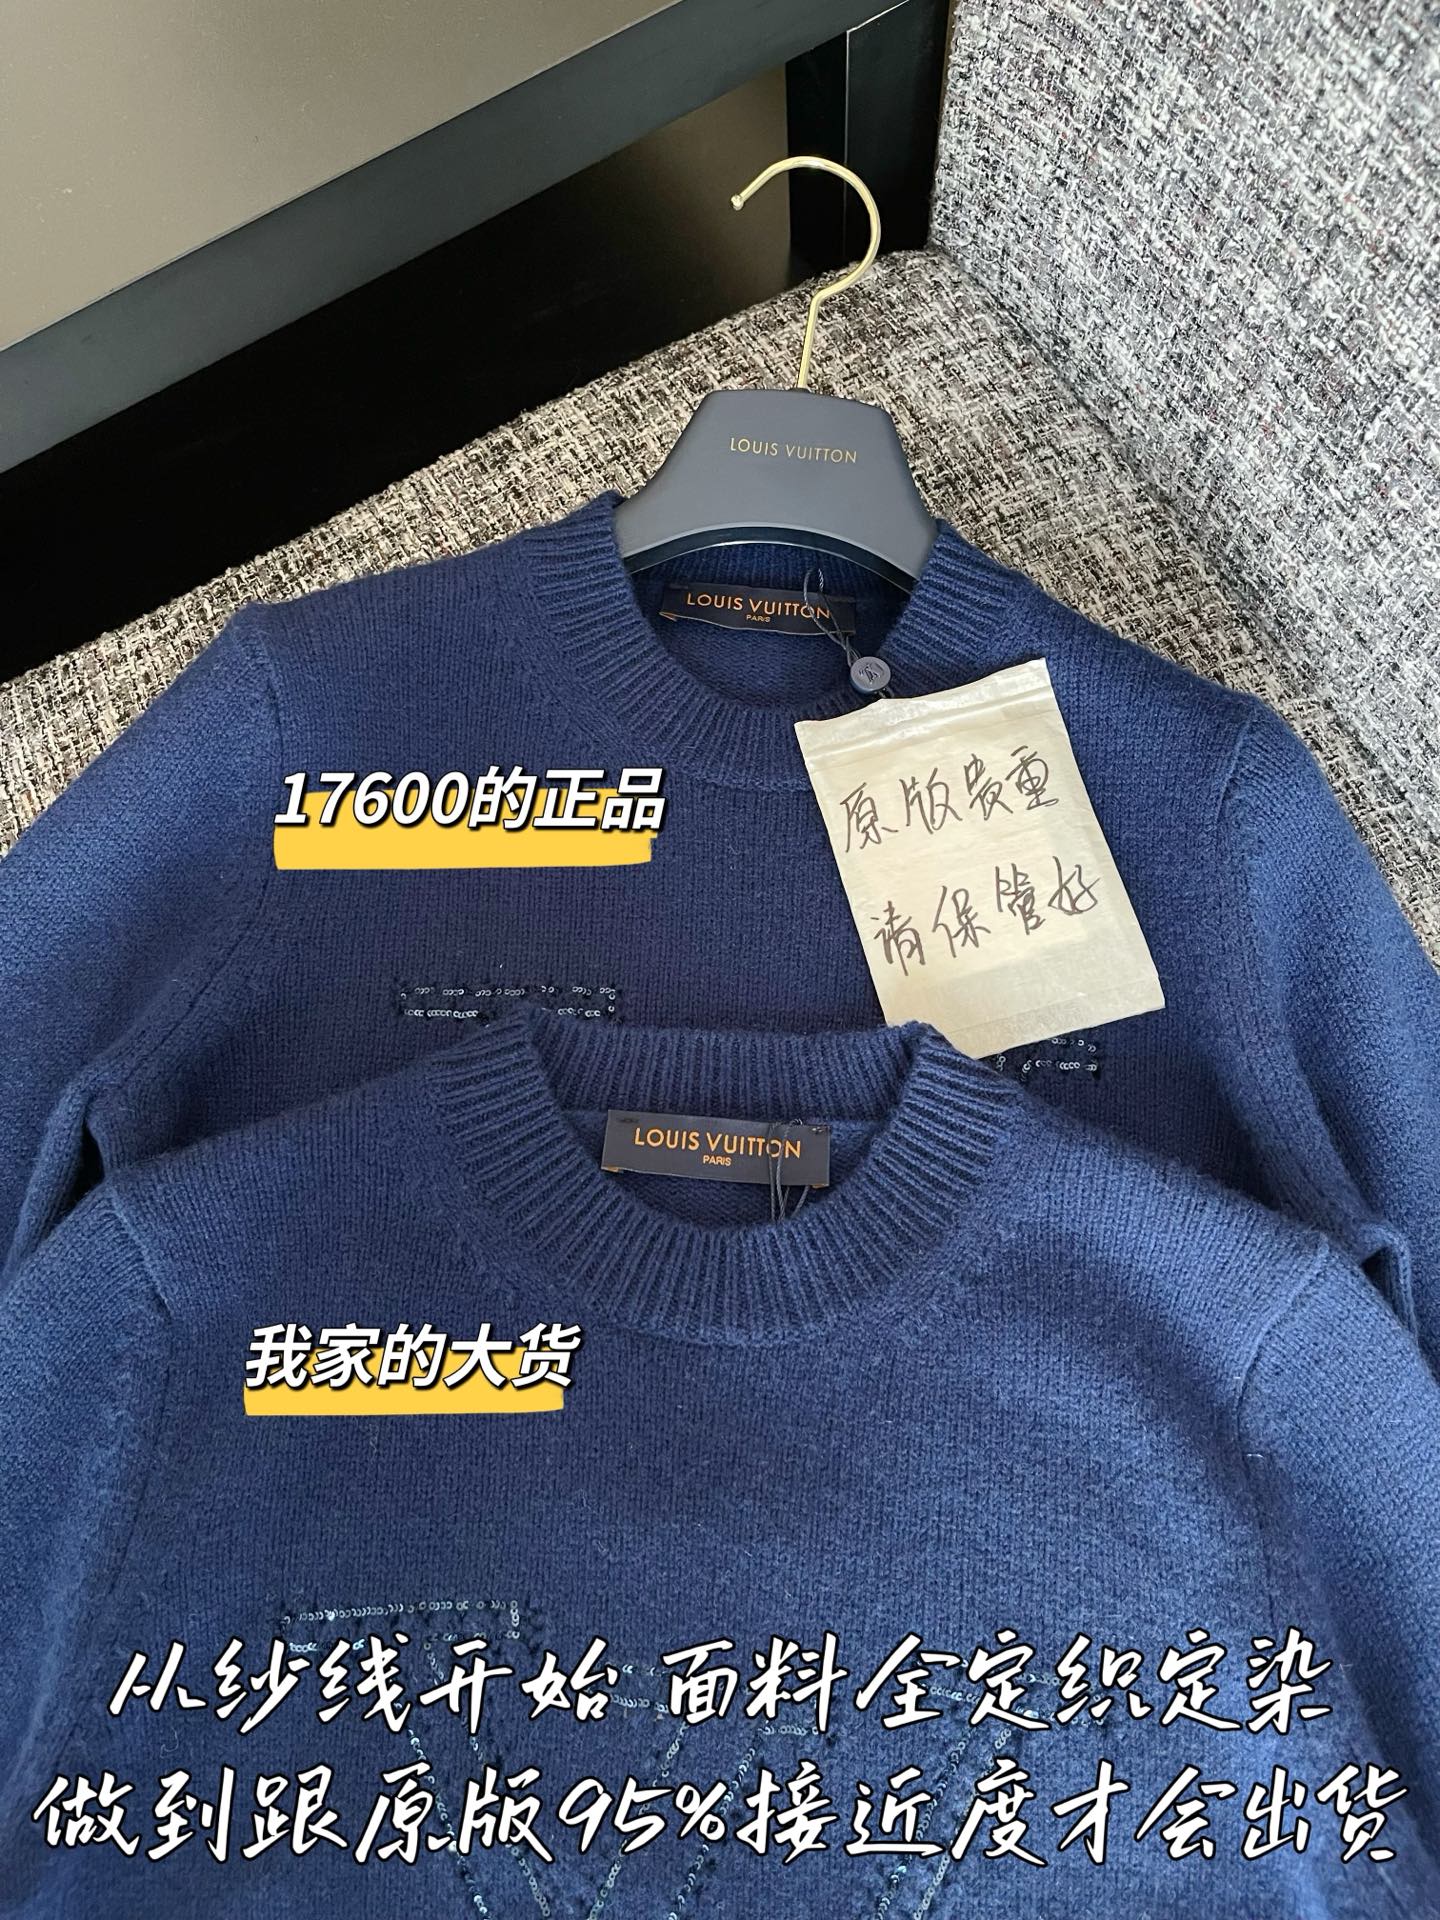 LOUIS VUITTON
LOUIS VUITTON
PARIS
原版贵重
请保管好
17600的正品
LOUIS VUITTON
PARIS
我家的大货
从纱线开始 面料全定织定染
做到跟原版95%接近度才会出货